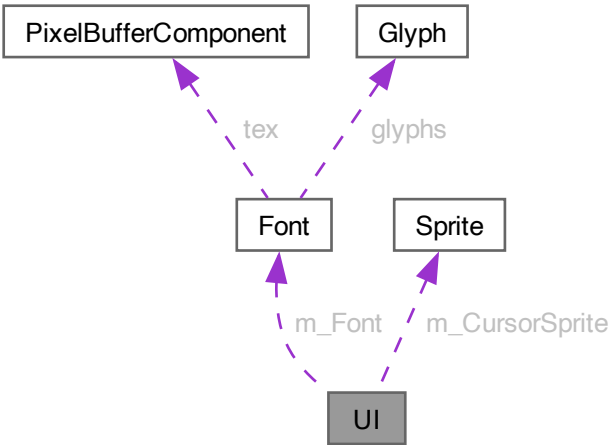 PixelBufferComponent
Glyph
tex
glyphs
Font
Sprite
m_Font
m_CursorSprite
UI